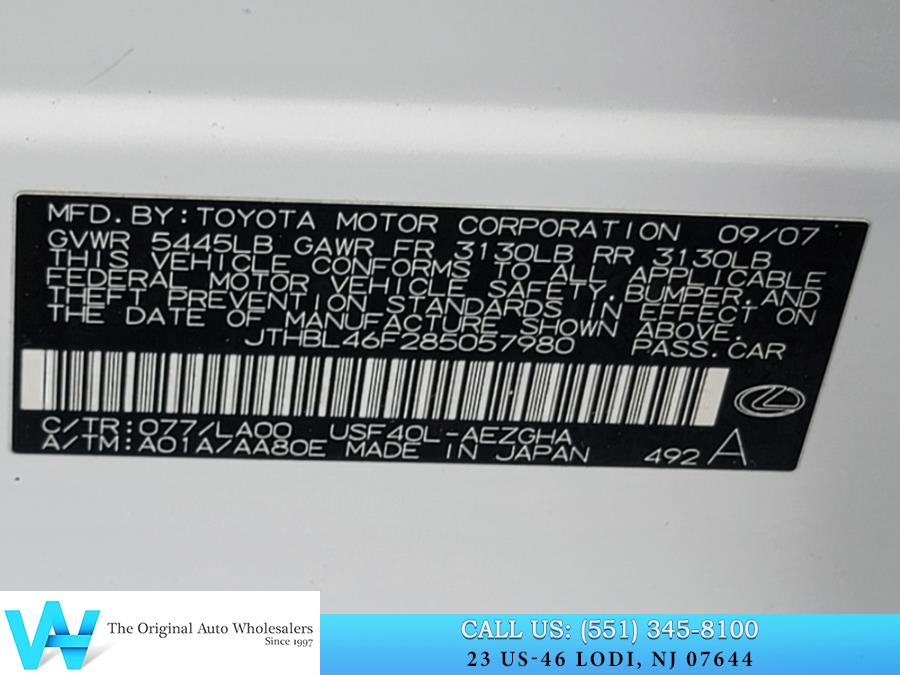 MFD. BY: TOYOTA MOTOR CORPORATION 09/07
GVWR 5445LB GAWR FR 3130LB RR 3130LB
THIS VEHICLE CONFORMS TO ALL APPLICABLE
FEDERAL MOTOR VEHICLE SAFETY, BUMPER, AND
THEFT PREVENTION STANDARDS IN EFFECT ON
THE DATE OF MANUFACTURE SHOWN ABOVE.
JTHBL46F285057980 PASS. CAR
C/TR: 077/LA00 USF40L-AEZGHA
A/TM: A01A/AA80E MADE IN JAPAN 492 A
The Original Auto Wholesalers
Since 1997
CALL US: (551) 345-8100
23 US-46 LODI, NJ 07644